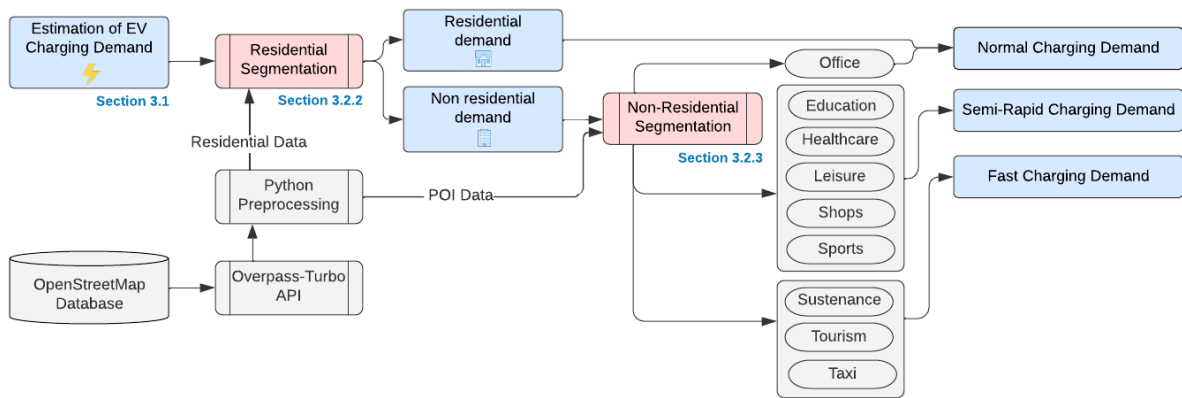 Estimation of EV
Charging Demand
Section 3.1
Residential
Segmentation
Section 3.2.2
Residential
demand
Non residential
demand
Non-Residential
Segmentation
Section 3.2.3
Office
Education
Healthcare
Leisure
Shops
Sports
Sustenance
Tourism
Taxi
Normal Charging Demand
Semi-Rapid Charging Demand
Fast Charging Demand
Residential Data
Python
Preprocessing
POI Data
OpenStreetMap
Database
Overpass-Turbo
API